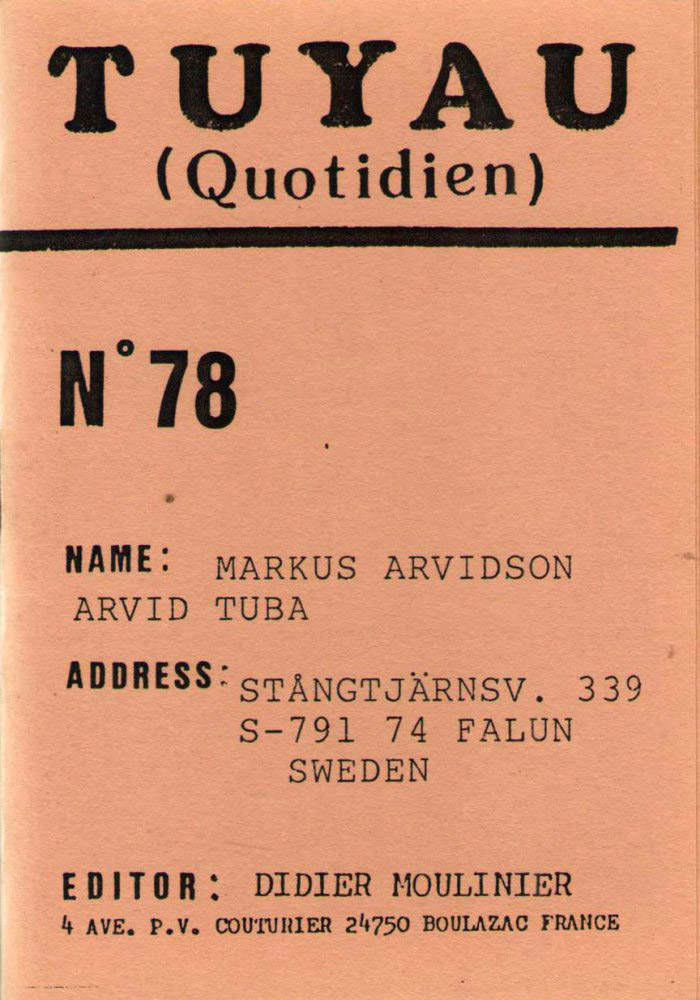 TUYAU
(Quotidien)
N°78
NAME: MARKUS ARVIDSON
ARVID TUBA
ADDRESS: STÅNGTJÄRNSV. 339
S-791 74 FALUN
SWEDEN
EDITOR: DIDIER MOULINIER
4 AVE. P.V. COUTURIER 24750 BOULAZAC FRANCE